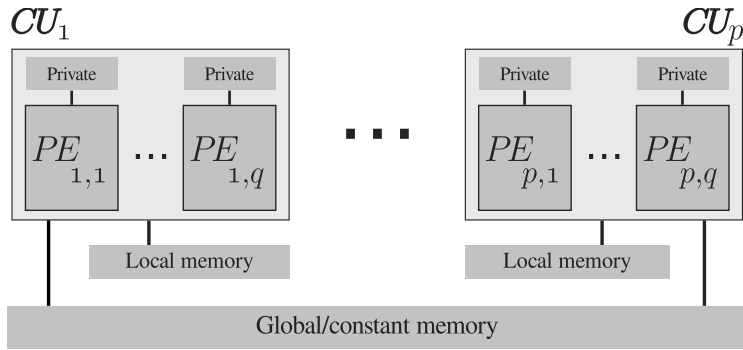 CU₁ CUₚ
Private Private Private Private
PE₁,₁ ... PE₁,q ... PEₚ,₁ ... PEₚ,q
Local memory Local memory
Global/constant memory